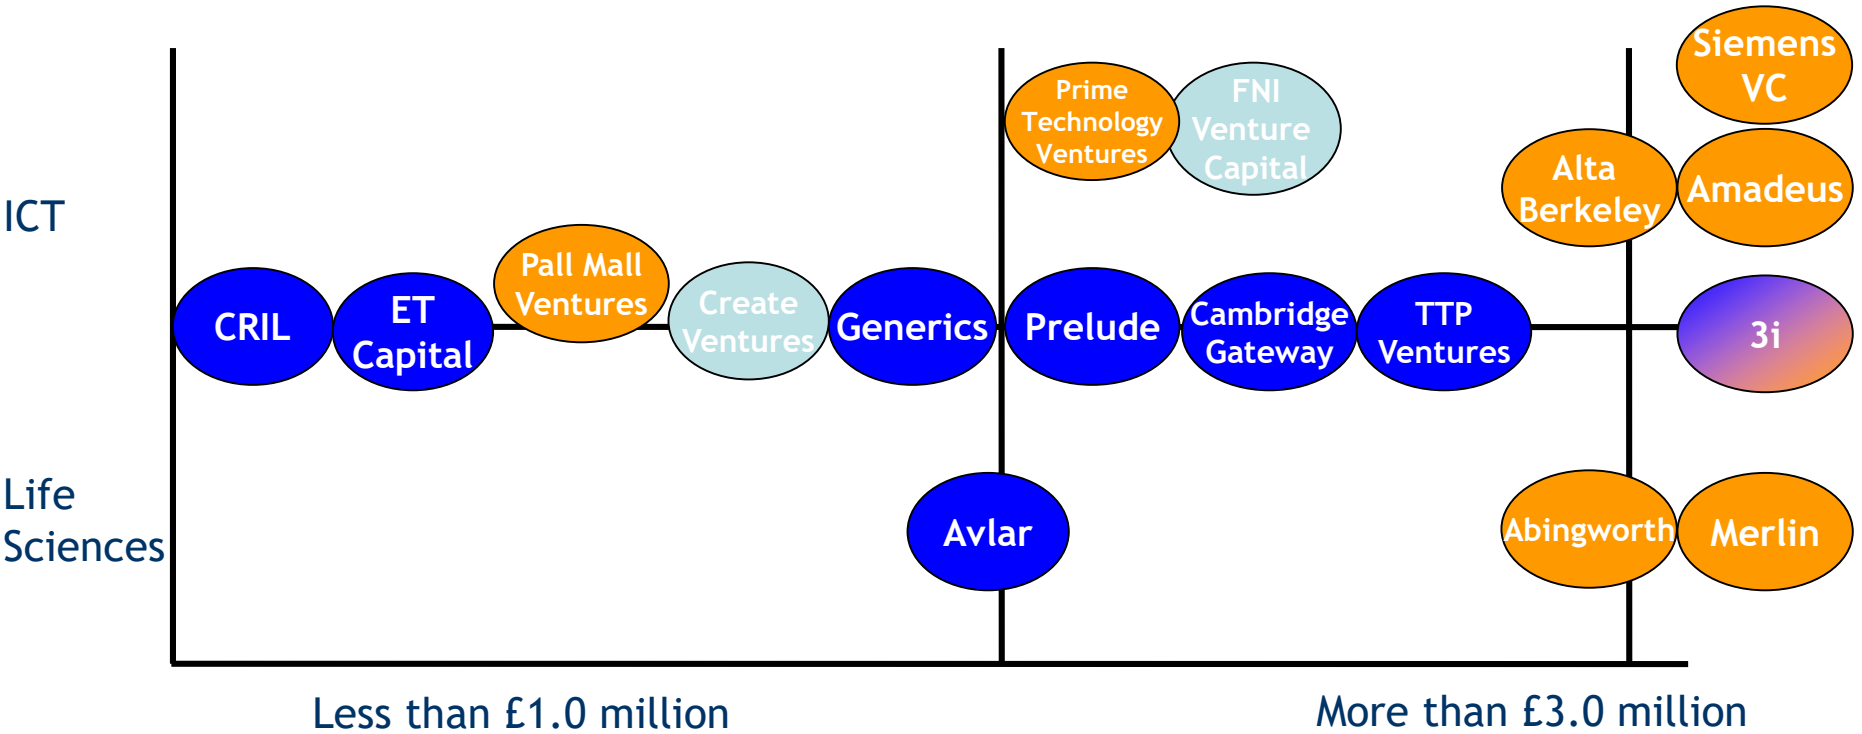 Siemens
VC
Prime
Technology
Ventures
FNI
Venture
Capital
Alta
Berkeley
Amadeus
ICT
Pall Mall
Ventures
CRIL
ET
Capital
Create
Ventures
Generics
Prelude
Cambridge
Gateway
TTP
Ventures
3i
Life
Sciences
Avlar
Abingworth
Merlin
Less than £1.0 million
More than £3.0 million